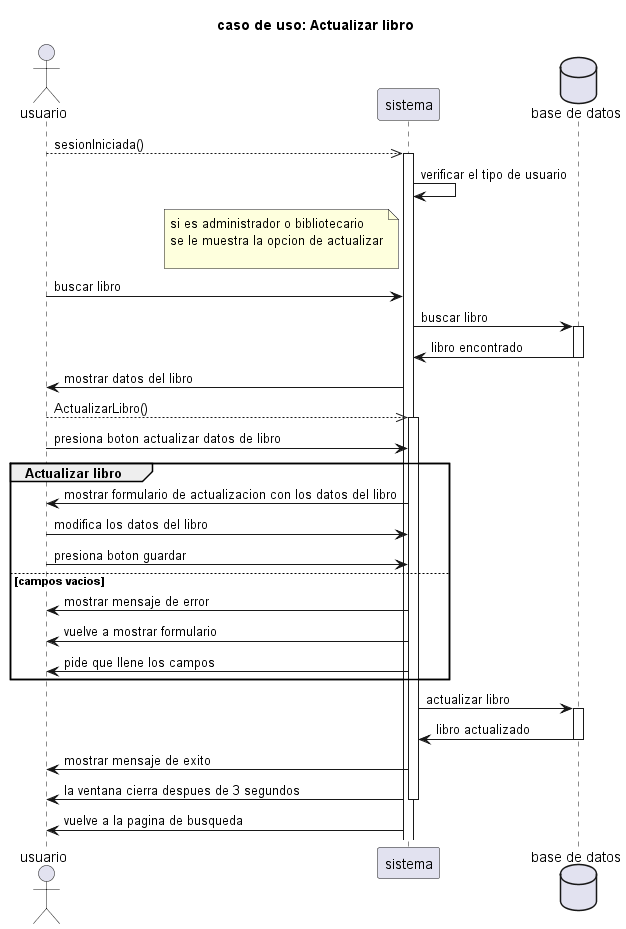 caso de uso: Actualizar libro
usuario
sistema
base de datos
sesionIniciada()
verificar el tipo de usuario
si es administrador o bibliotecario
se le muestra la opcion de actualizar
buscar libro
buscar libro
libro encontrado
mostrar datos del libro
ActualizarLibro()
presiona boton actualizar datos de libro
Actualizar libro
mostrar formulario de actualizacion con los datos del libro
modifica los datos del libro
presiona boton guardar
[campos vacios]
mostrar mensaje de error
vuelve a mostrar formulario
pide que llene los campos
actualizar libro
libro actualizado
mostrar mensaje de exito
la ventana cierra despues de 3 segundos
vuelve a la pagina de busqueda
usuario
sistema
base de datos